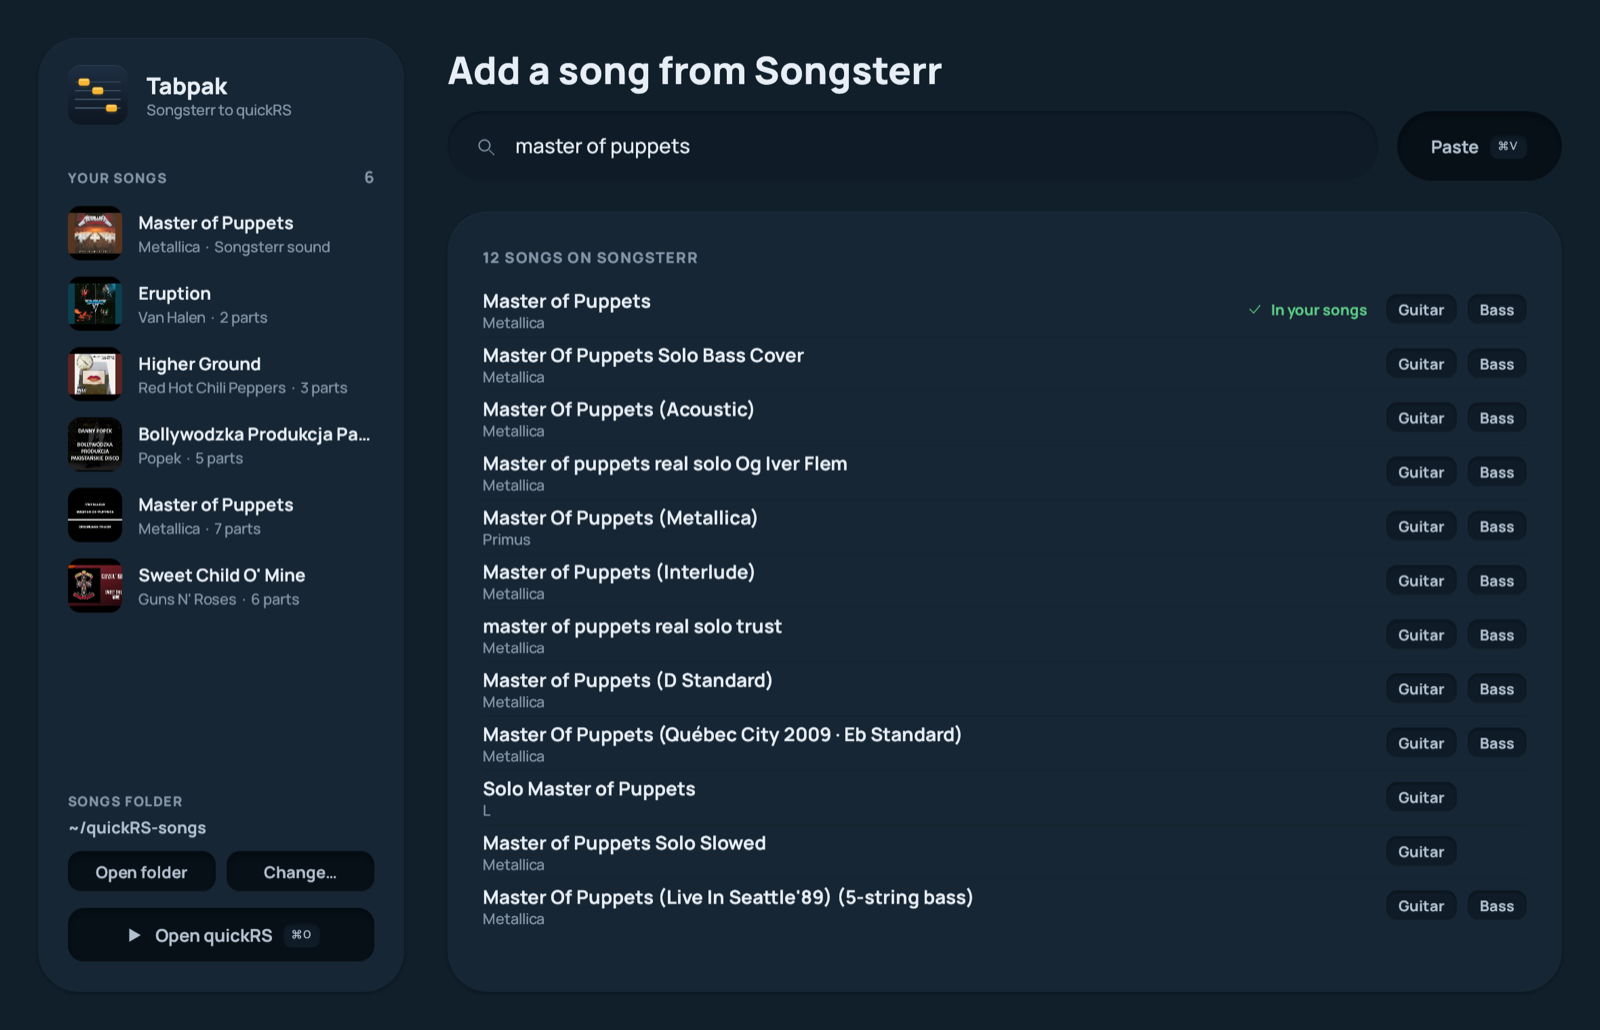 Tabpak
Songsterr to quickRS
YOUR SONGS 6
Master of Puppets
Metallica · Songsterr sound
Eruption
Van Halen · 2 parts
Higher Ground
Red Hot Chili Peppers · 3 parts
DANNY POPEK
BOLLYWODZKA
PRODUKCJA
PAKISTAŃSKIE DISCO
Bollywodzka Produkcja Pa...
Popek · 5 parts
Master of Puppets
Metallica · 7 parts
Sweet Child O' Mine
Guns N' Roses · 6 parts
SONGS FOLDER
~/quickRS-songs
Open folder
Change...
Open quickRS ⌘O
Add a song from Songsterr
master of puppets
Paste ⌘V
12 SONGS ON SONGSTERR
Master of Puppets
Metallica
In your songs Guitar Bass
Master Of Puppets Solo Bass Cover
Metallica
Guitar Bass
Master Of Puppets (Acoustic)
Metallica
Guitar Bass
Master of puppets real solo Og Iver Flem
Metallica
Guitar Bass
Master Of Puppets (Metallica)
Primus
Guitar Bass
Master of Puppets (Interlude)
Metallica
Guitar Bass
master of puppets real solo trust
Metallica
Guitar Bass
Master of Puppets (D Standard)
Metallica
Guitar Bass
Master Of Puppets (Québec City 2009 · Eb Standard)
Metallica
Guitar Bass
Solo Master of Puppets
L
Guitar
Master of Puppets Solo Slowed
Metallica
Guitar
Master Of Puppets (Live In Seattle'89) (5-string bass)
Metallica
Guitar Bass